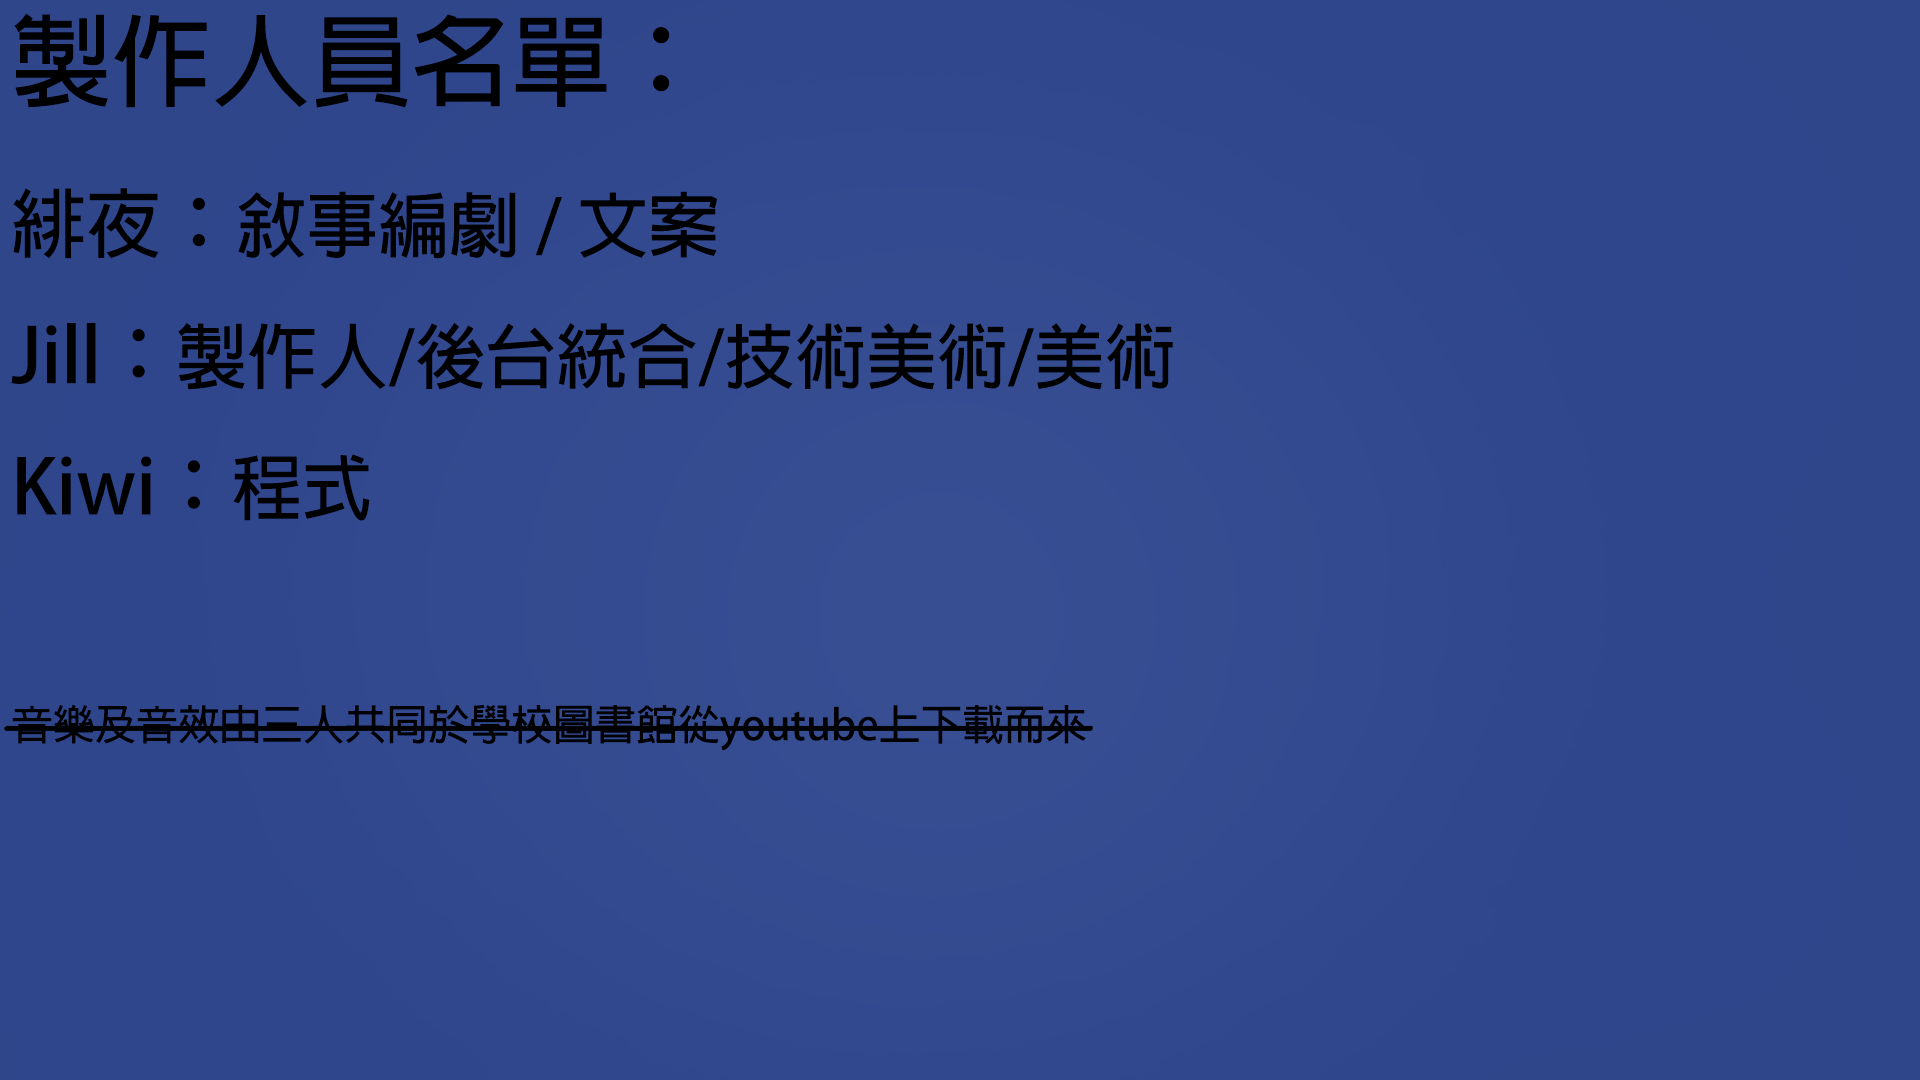 製作人員名單：
緋夜：敘事編劇 / 文案
Jill：製作人/後台統合/技術美術/美術
Kiwi：程式
音樂及音效由三人共同於學校圖書館從youtube上下載而來